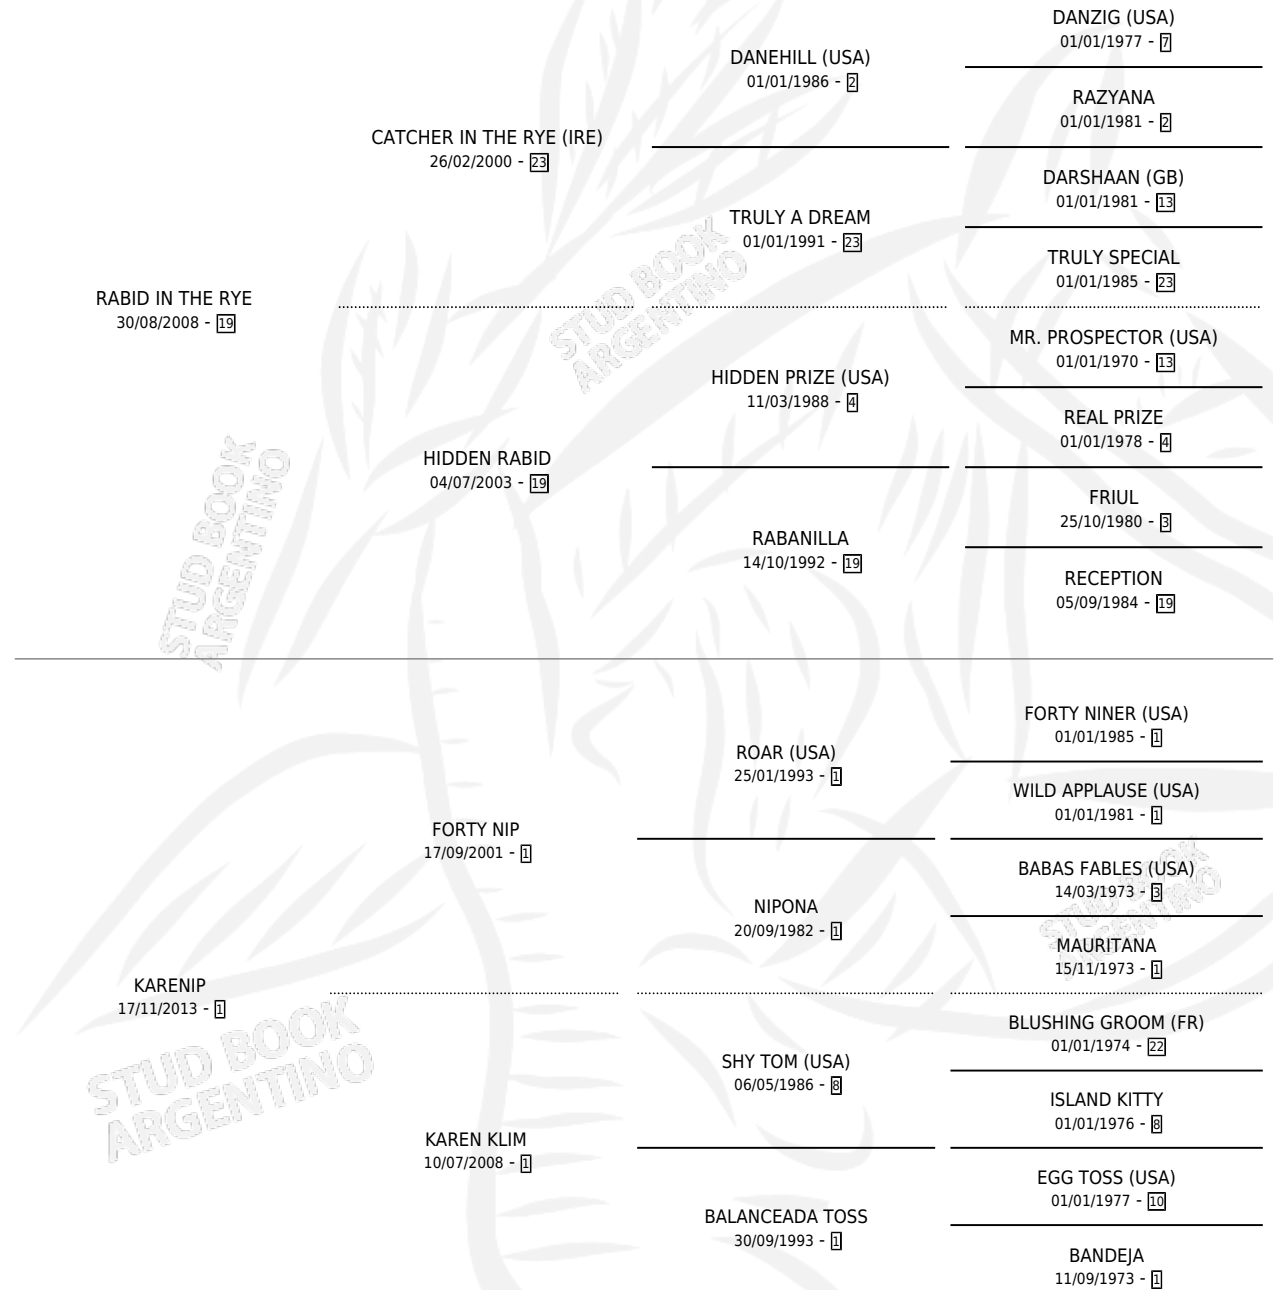 DANZIG (USA)
01/01/1977 - 7
DANEHILL (USA)
01/01/1986 - 2
RAZYANA
01/01/1981 - 2
CATCHER IN THE RYE (IRE)
26/02/2000 - 23
DARSHAAN (GB)
01/01/1981 - 13
TRULY A DREAM
01/01/1991 - 23
TRULY SPECIAL
01/01/1985 - 23
RABID IN THE RYE
30/08/2008 - 19
MR. PROSPECTOR (USA)
01/01/1970 - 13
HIDDEN PRIZE (USA)
11/03/1988 - 4
REAL PRIZE
01/01/1978 - 4
HIDDEN RABID
04/07/2003 - 19
FRIUL
25/10/1980 - 3
RABANILLA
14/10/1992 - 19
RECEPTION
05/09/1984 - 19
FORTY NINER (USA)
01/01/1985 - 1
ROAR (USA)
25/01/1993 - 1
WILD APPLAUSE (USA)
01/01/1981 - 1
FORTY NIP
17/09/2001 - 1
BABAS FABLES (USA)
14/03/1973 - 3
NIPONA
20/09/1982 - 1
MAURITANA
15/11/1973 - 1
KARENIP
17/11/2013 - 1
BLUSHING GROOM (FR)
01/01/1974 - 22
SHY TOM (USA)
06/05/1986 - 8
ISLAND KITTY
01/01/1976 - 8
KAREN KLIM
10/07/2008 - 1
EGG TOSS (USA)
01/01/1977 - 10
BALANCEADA TOSS
30/09/1993 - 1
BANDEJA
11/09/1973 - 1
STUD BOOK
ARGENTINO
STUD BOOK
ARGENTINO
STUD BOOK
ARGENTINO
STUD BOOK
ARGENTINO